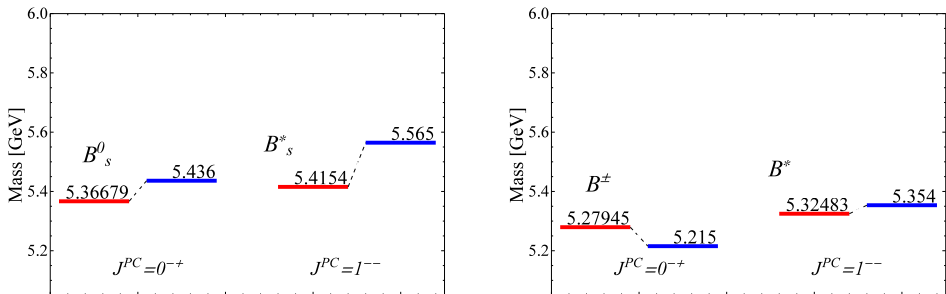 6.0
5.8
5.6
5.4
5.2
Mass [GeV]
B⁰ₛ
5.36679
5.436
B*ₛ
5.4154
5.565
J^{PC}=0^{-+}
J^{PC}=1^{--}
6.0
5.8
5.6
5.4
5.2
Mass [GeV]
B^±
5.27945
5.215
B*
5.32483
5.354
J^{PC}=0^{-+}
J^{PC}=1^{--}